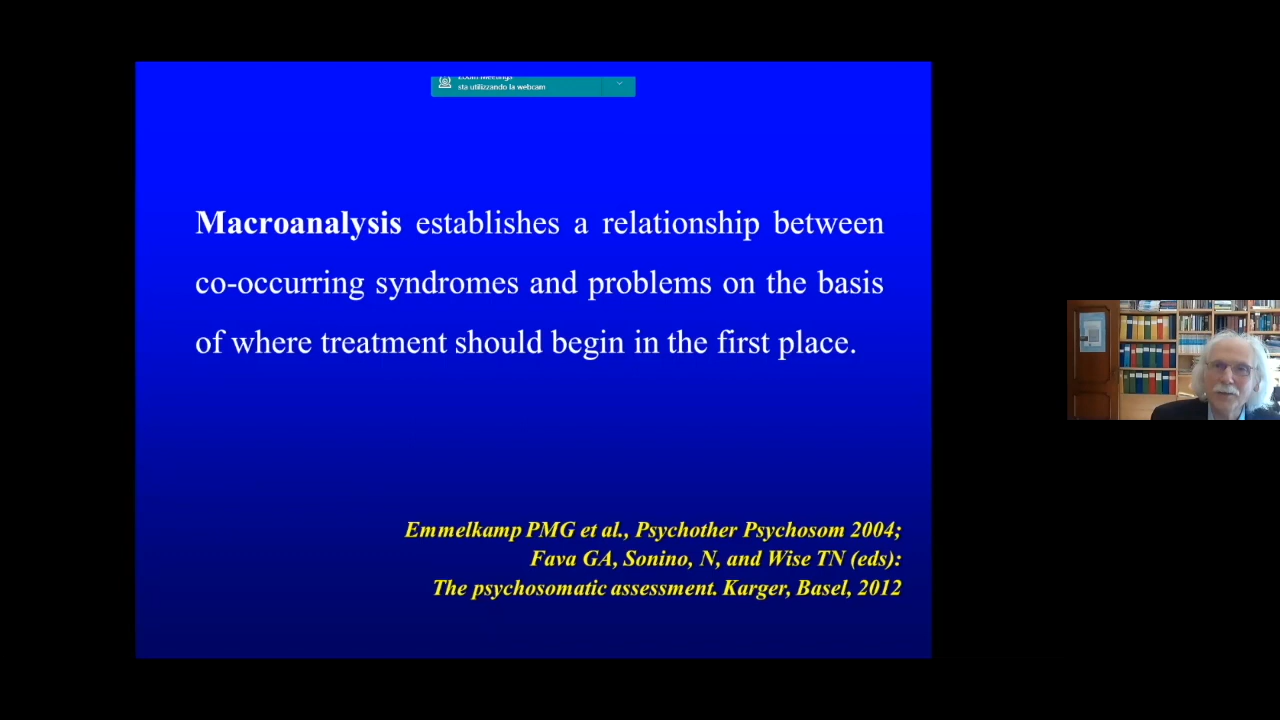 Zoom Meetings
sta utilizzando la webcam
Macroanalysis establishes a relationship between
co-occurring syndromes and problems on the basis
of where treatment should begin in the first place.
Emmelkamp PMG et al., Psychother Psychosom 2004;
Fava GA, Sonino, N, and Wise TN (eds):
The psychosomatic assessment. Karger, Basel, 2012